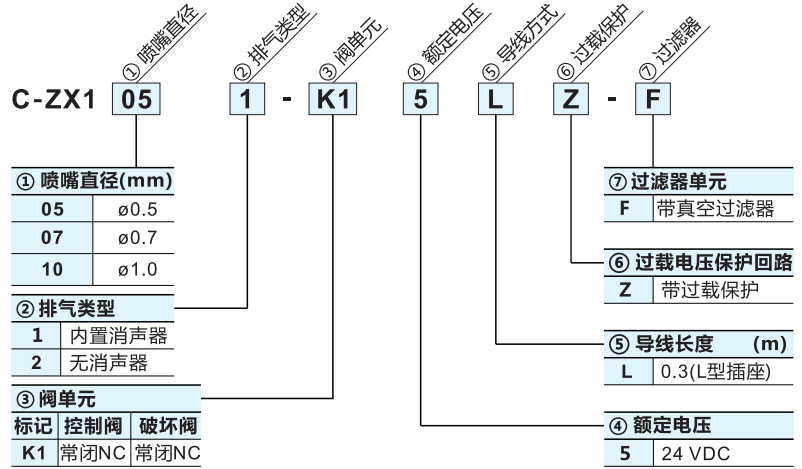 ①喷嘴直径
②排气类型
③阀单元
④额定电压
⑤导线方式
⑥过载保护
⑦过滤器
C-ZX1 05 1 - K1 5 L Z - F
①喷嘴直径(mm)
05 ø0.5
07 ø0.7
10 ø1.0
②排气类型
1 内置消声器
2 无消声器
③阀单元
标记 控制阀 破坏阀
K1 常闭NC 常闭NC
⑦过滤器单元
F 带真空过滤器
⑥过载电压保护回路
Z 带过载保护
⑤导线长度 (m)
L 0.3(L型插座)
④额定电压
5 24 VDC